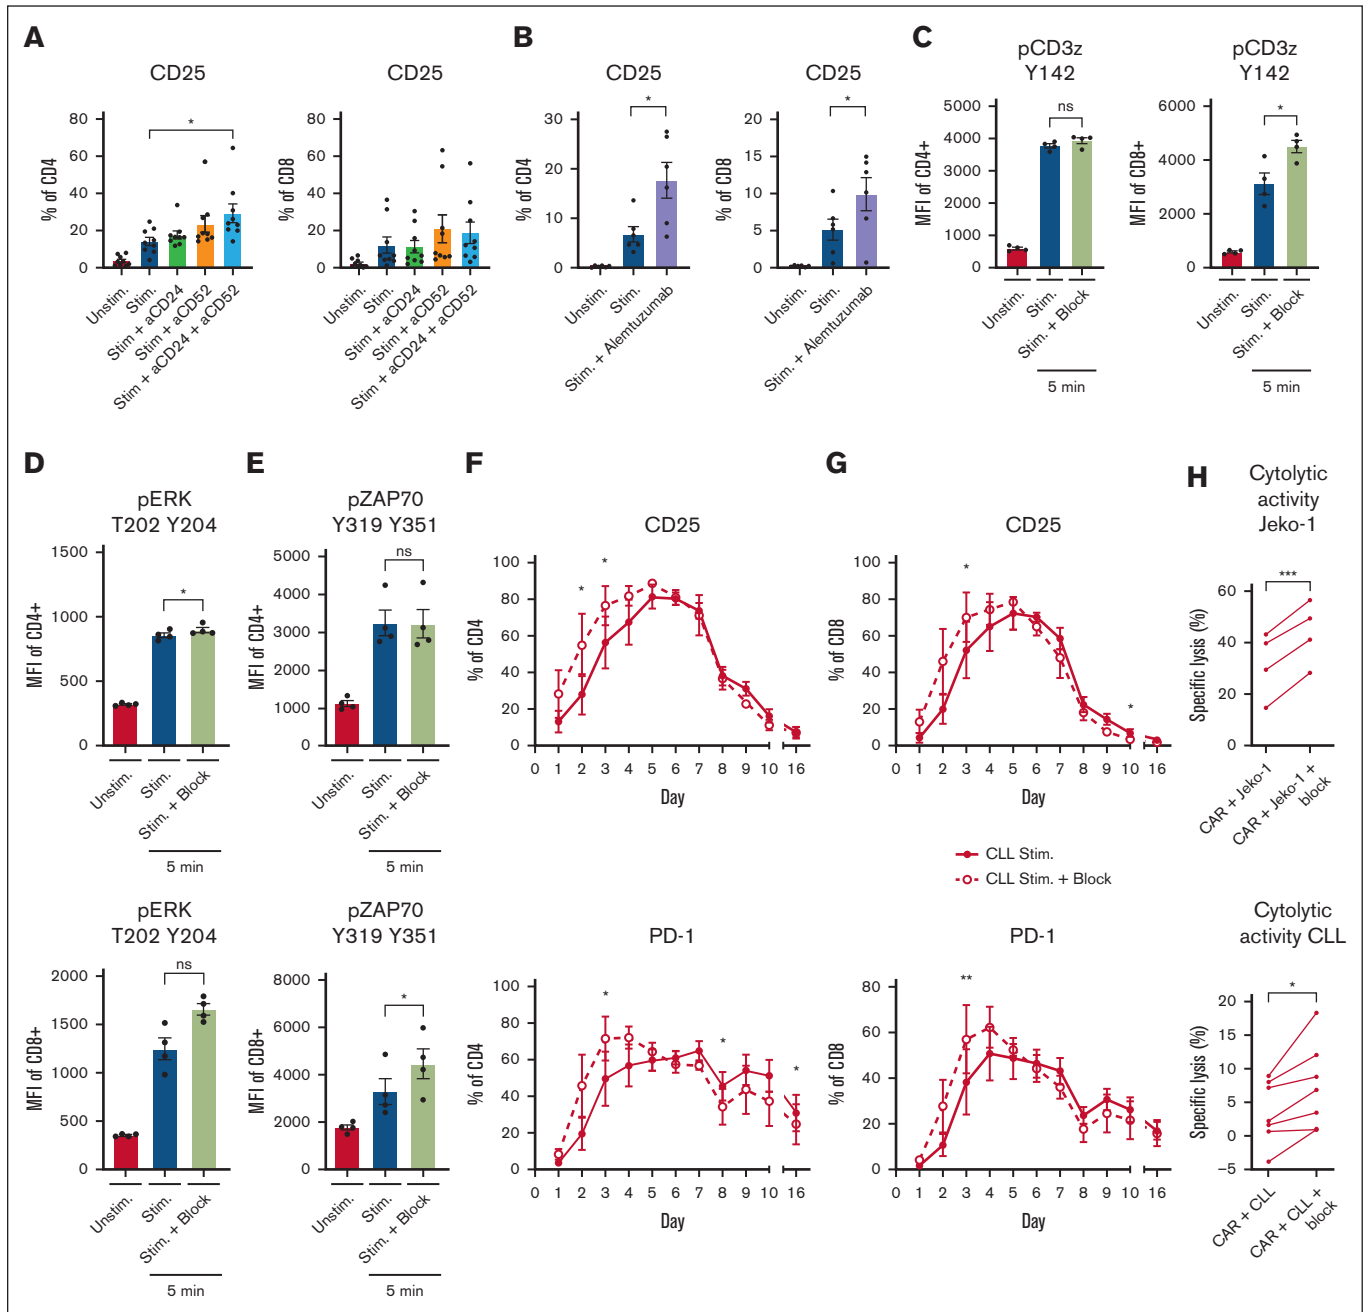 A
CD25
% of CD4
80
60
40
20
0
*
Unstim.
Stim.
Stim + aCD24
Stim + aCD52
Stim + aCD24 + aCD52
CD25
% of CD8
80
60
40
20
0
Unstim.
Stim.
Stim + aCD24
Stim + aCD52
Stim + aCD24 + aCD52
B
CD25
% of CD4
30
20
10
0
*
Unstim.
Stim.
Stim. + Alemtuzumab
CD25
% of CD8
20
15
10
5
0
*
Unstim.
Stim.
Stim. + Alemtuzumab
C
pCD3z
Y142
MFI of CD4+
5000
4000
3000
2000
1000
0
ns
Unstim.
Stim.
Stim. + Block
5 min
pCD3z
Y142
MFI of CD8+
6000
4000
2000
0
*
Unstim.
Stim.
Stim. + Block
5 min
D
pERK
T202 Y204
MFI of CD4+
1500
1000
500
0
*
Unstim.
Stim.
Stim. + Block
5 min
pERK
T202 Y204
MFI of CD8+
2000
1500
1000
500
0
ns
Unstim.
Stim.
Stim. + Block
5 min
E
pZAP70
Y319 Y351
MFI of CD4+
5000
4000
3000
2000
1000
0
ns
Unstim.
Stim.
Stim. + Block
5 min
pZAP70
Y319 Y351
MFI of CD8+
8000
6000
4000
2000
0
*
Unstim.
Stim.
Stim. + Block
5 min
F
CD25
% of CD4
100
80
60
40
20
0
* *
0 1 2 3 4 5 6 7 8 9 10 16
Day
PD-1
% of CD4
100
80
60
40
20
0
* * *
0 1 2 3 4 5 6 7 8 9 10 16
Day
G
CD25
% of CD8
100
80
60
40
20
0
* *
0 1 2 3 4 5 6 7 8 9 10 16
Day
CLL Stim.
CLL Stim. + Block
PD-1
% of CD8
80
60
40
20
0
**
0 1 2 3 4 5 6 7 8 9 10 16
Day
H
Cytolytic
activity
Jeko-1
Specific lysis (%)
60
40
20
0
***
CAR + Jeko-1
CAR + Jeko-1 +
block
Cytolytic
activity CLL
Specific lysis (%)
20
15
10
5
0
−5
*
CAR + CLL
CAR + CLL +
block